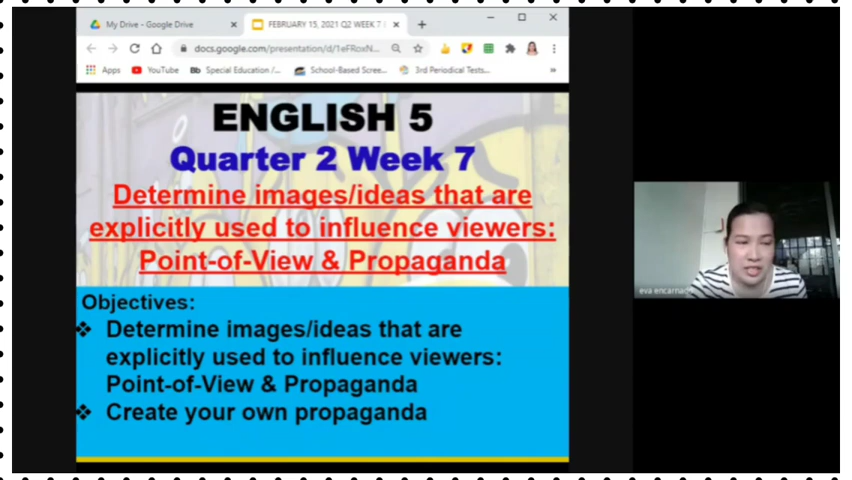 My Drive - Google Drive
FEBRUARY 15, 2021 Q2 WEEK 7 |
docs.google.com/presentation/d/1eFRoxN...
Apps
YouTube
Bb Special Education /...
School-Based Scree...
3rd Periodical Tests...
ENGLISH 5
Quarter 2 Week 7
Determine images/ideas that are
explicitly used to influence viewers:
Point-of-View & Propaganda
Objectives:
❖ Determine images/ideas that are
explicitly used to influence viewers:
Point-of-View & Propaganda
❖ Create your own propaganda
eva encarnac